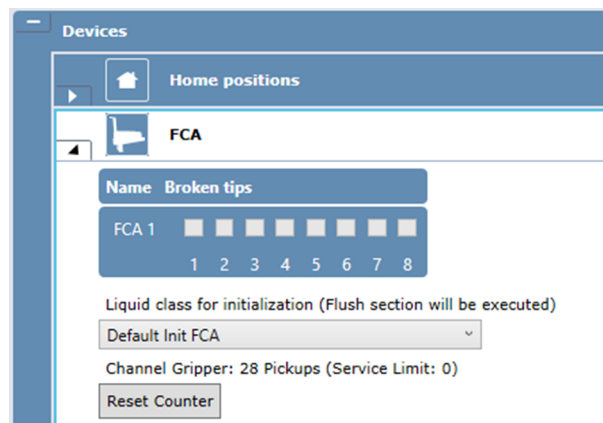 Devices
Home positions
FCA
Name Broken tips
FCA 1
1 2 3 4 5 6 7 8
Liquid class for initialization (Flush section will be executed)
Default Init FCA
Channel Gripper: 28 Pickups (Service Limit: 0)
Reset Counter